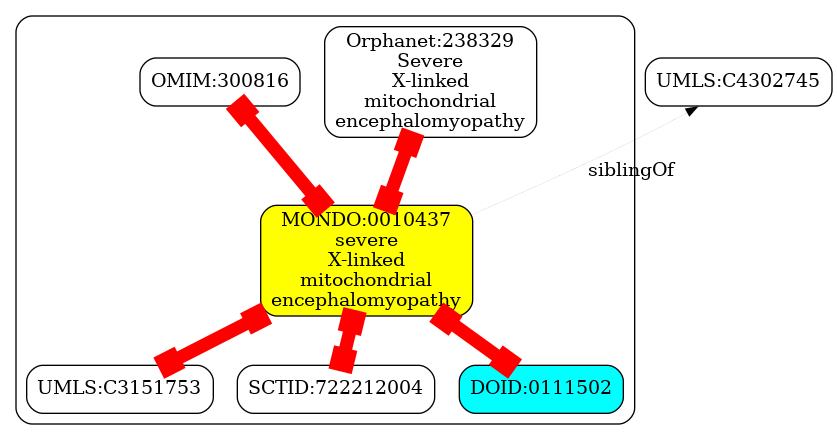 Orphanet:238329
Severe
X-linked
mitochondrial
encephalomyopathy
OMIM:300816
UMLS:C4302745
siblingOf
MONDO:0010437
severe
X-linked
mitochondrial
encephalomyopathy
UMLS:C3151753
SCTID:722212004
DOID:0111502